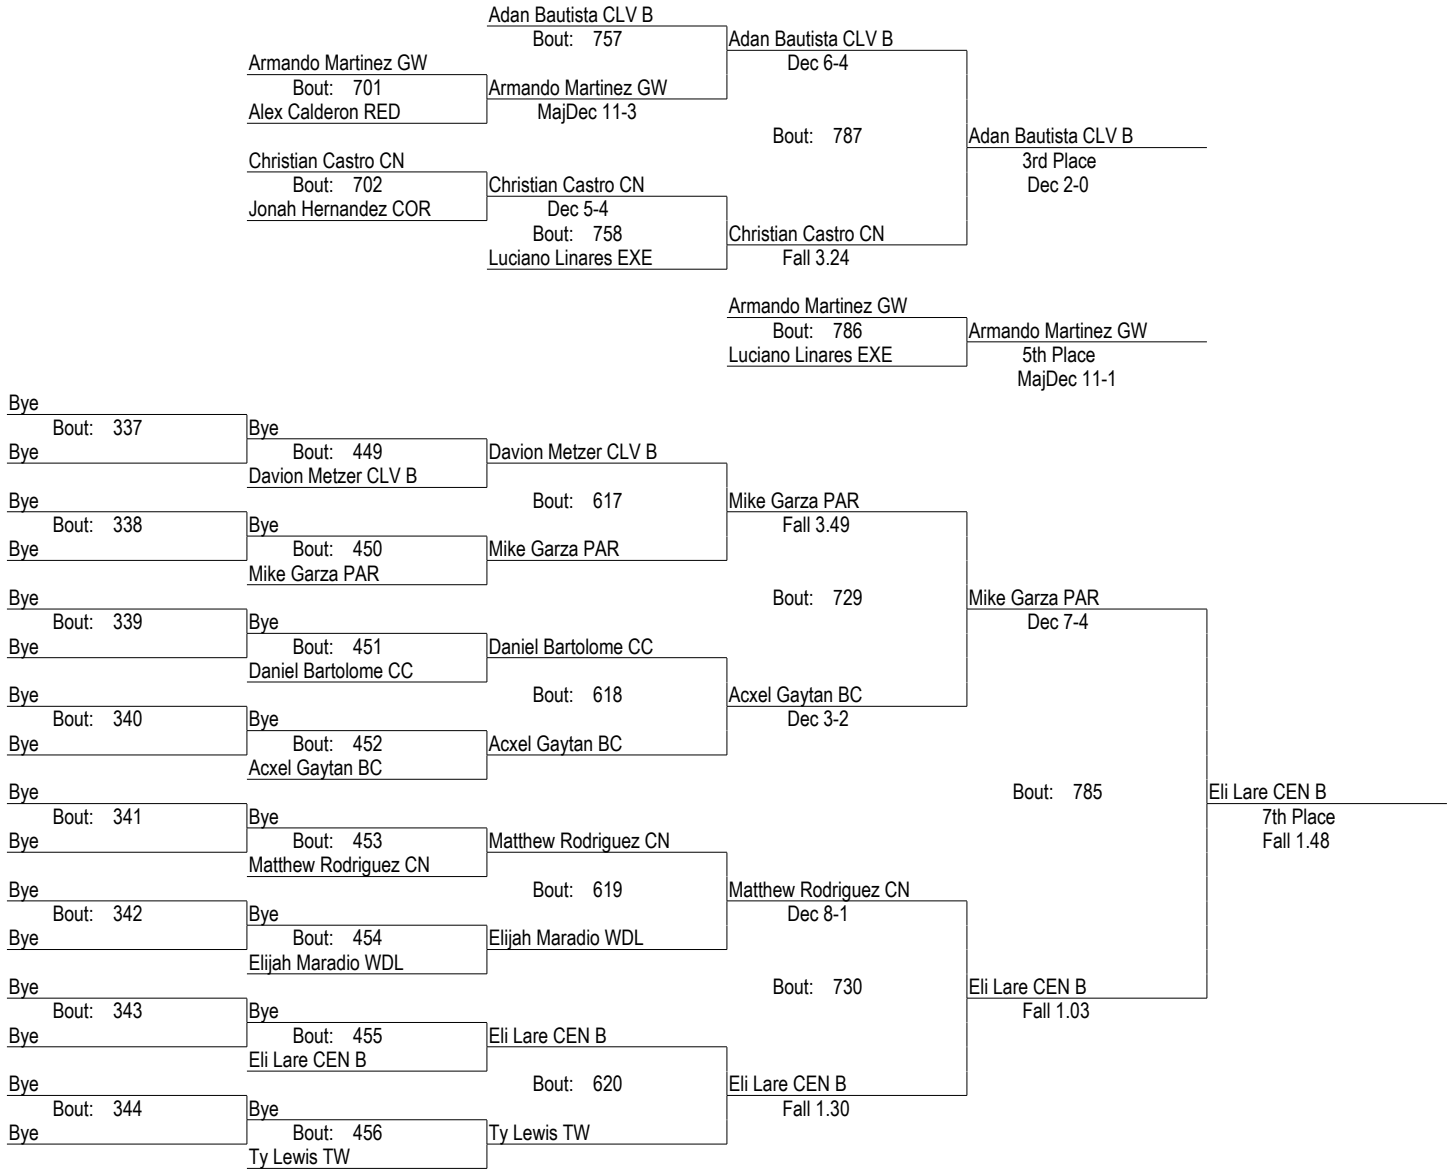 Adan Bautista CLV B
Bout: 757
Adan Bautista CLV B
Armando Martinez GW
Dec 6-4
Bout: 701
Armando Martinez GW
Alex Calderon RED
MajDec 11-3
Bout: 787
Adan Bautista CLV B
Christian Castro CN
3rd Place
Bout: 702
Christian Castro CN
Dec 2-0
Jonah Hernandez COR
Dec 5-4
Bout: 758
Christian Castro CN
Luciano Linares EXE
Fall 3.24
Armando Martinez GW
Bout: 786
Armando Martinez GW
Luciano Linares EXE
5th Place
MajDec 11-1
Bye
Bout: 337
Bye
Bye
Bout: 449
Davion Metzer CLV B
Davion Metzer CLV B
Bye
Bout: 617
Mike Garza PAR
Bout: 338
Bye
Fall 3.49
Bye
Bout: 450
Mike Garza PAR
Mike Garza PAR
Bye
Bout: 729
Mike Garza PAR
Bout: 339
Bye
Dec 7-4
Bye
Bout: 451
Daniel Bartolome CC
Daniel Bartolome CC
Bye
Bout: 618
Acxel Gaytan BC
Bout: 340
Bye
Dec 3-2
Bye
Bout: 452
Acxel Gaytan BC
Acxel Gaytan BC
Bye
Bout: 785
Eli Lare CEN B
Bout: 341
Bye
7th Place
Bye
Bout: 453
Matthew Rodriguez CN
Fall 1.48
Matthew Rodriguez CN
Bye
Bout: 619
Matthew Rodriguez CN
Bout: 342
Bye
Dec 8-1
Bye
Bout: 454
Elijah Maradio WDL
Elijah Maradio WDL
Bye
Bout: 730
Eli Lare CEN B
Bout: 343
Bye
Fall 1.03
Bye
Bout: 455
Eli Lare CEN B
Eli Lare CEN B
Bye
Bout: 620
Eli Lare CEN B
Bout: 344
Bye
Fall 1.30
Bye
Bout: 456
Ty Lewis TW
Ty Lewis TW